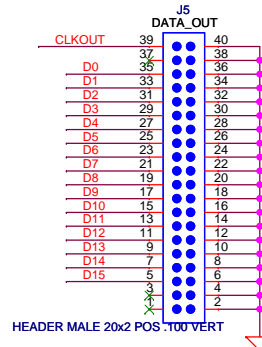 J5
DATA_OUT
CLKOUT 39 40
37 38
D0 35 36
D1 33 34
D2 31 32
D3 29 30
D4 27 28
D5 25 26
D6 23 24
D7 21 22
D8 19 20
D9 17 18
D10 15 16
D11 13 14
D12 11 12
D13 9 10
D14 7 8
D15 5 6
3 4
1 2
HEADER MALE 20x2 POS .100 VERT